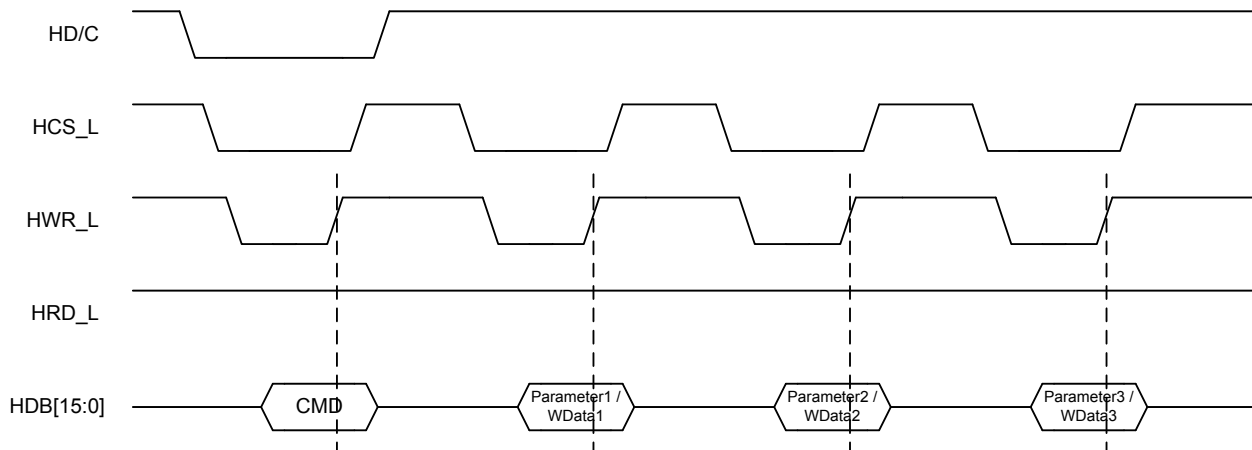 HD/C
HCS_L
HWR_L
HRD_L
HDB[15:0]
CMD
Parameter1 /
WData1
Parameter2 /
WData2
Parameter3 /
WData3